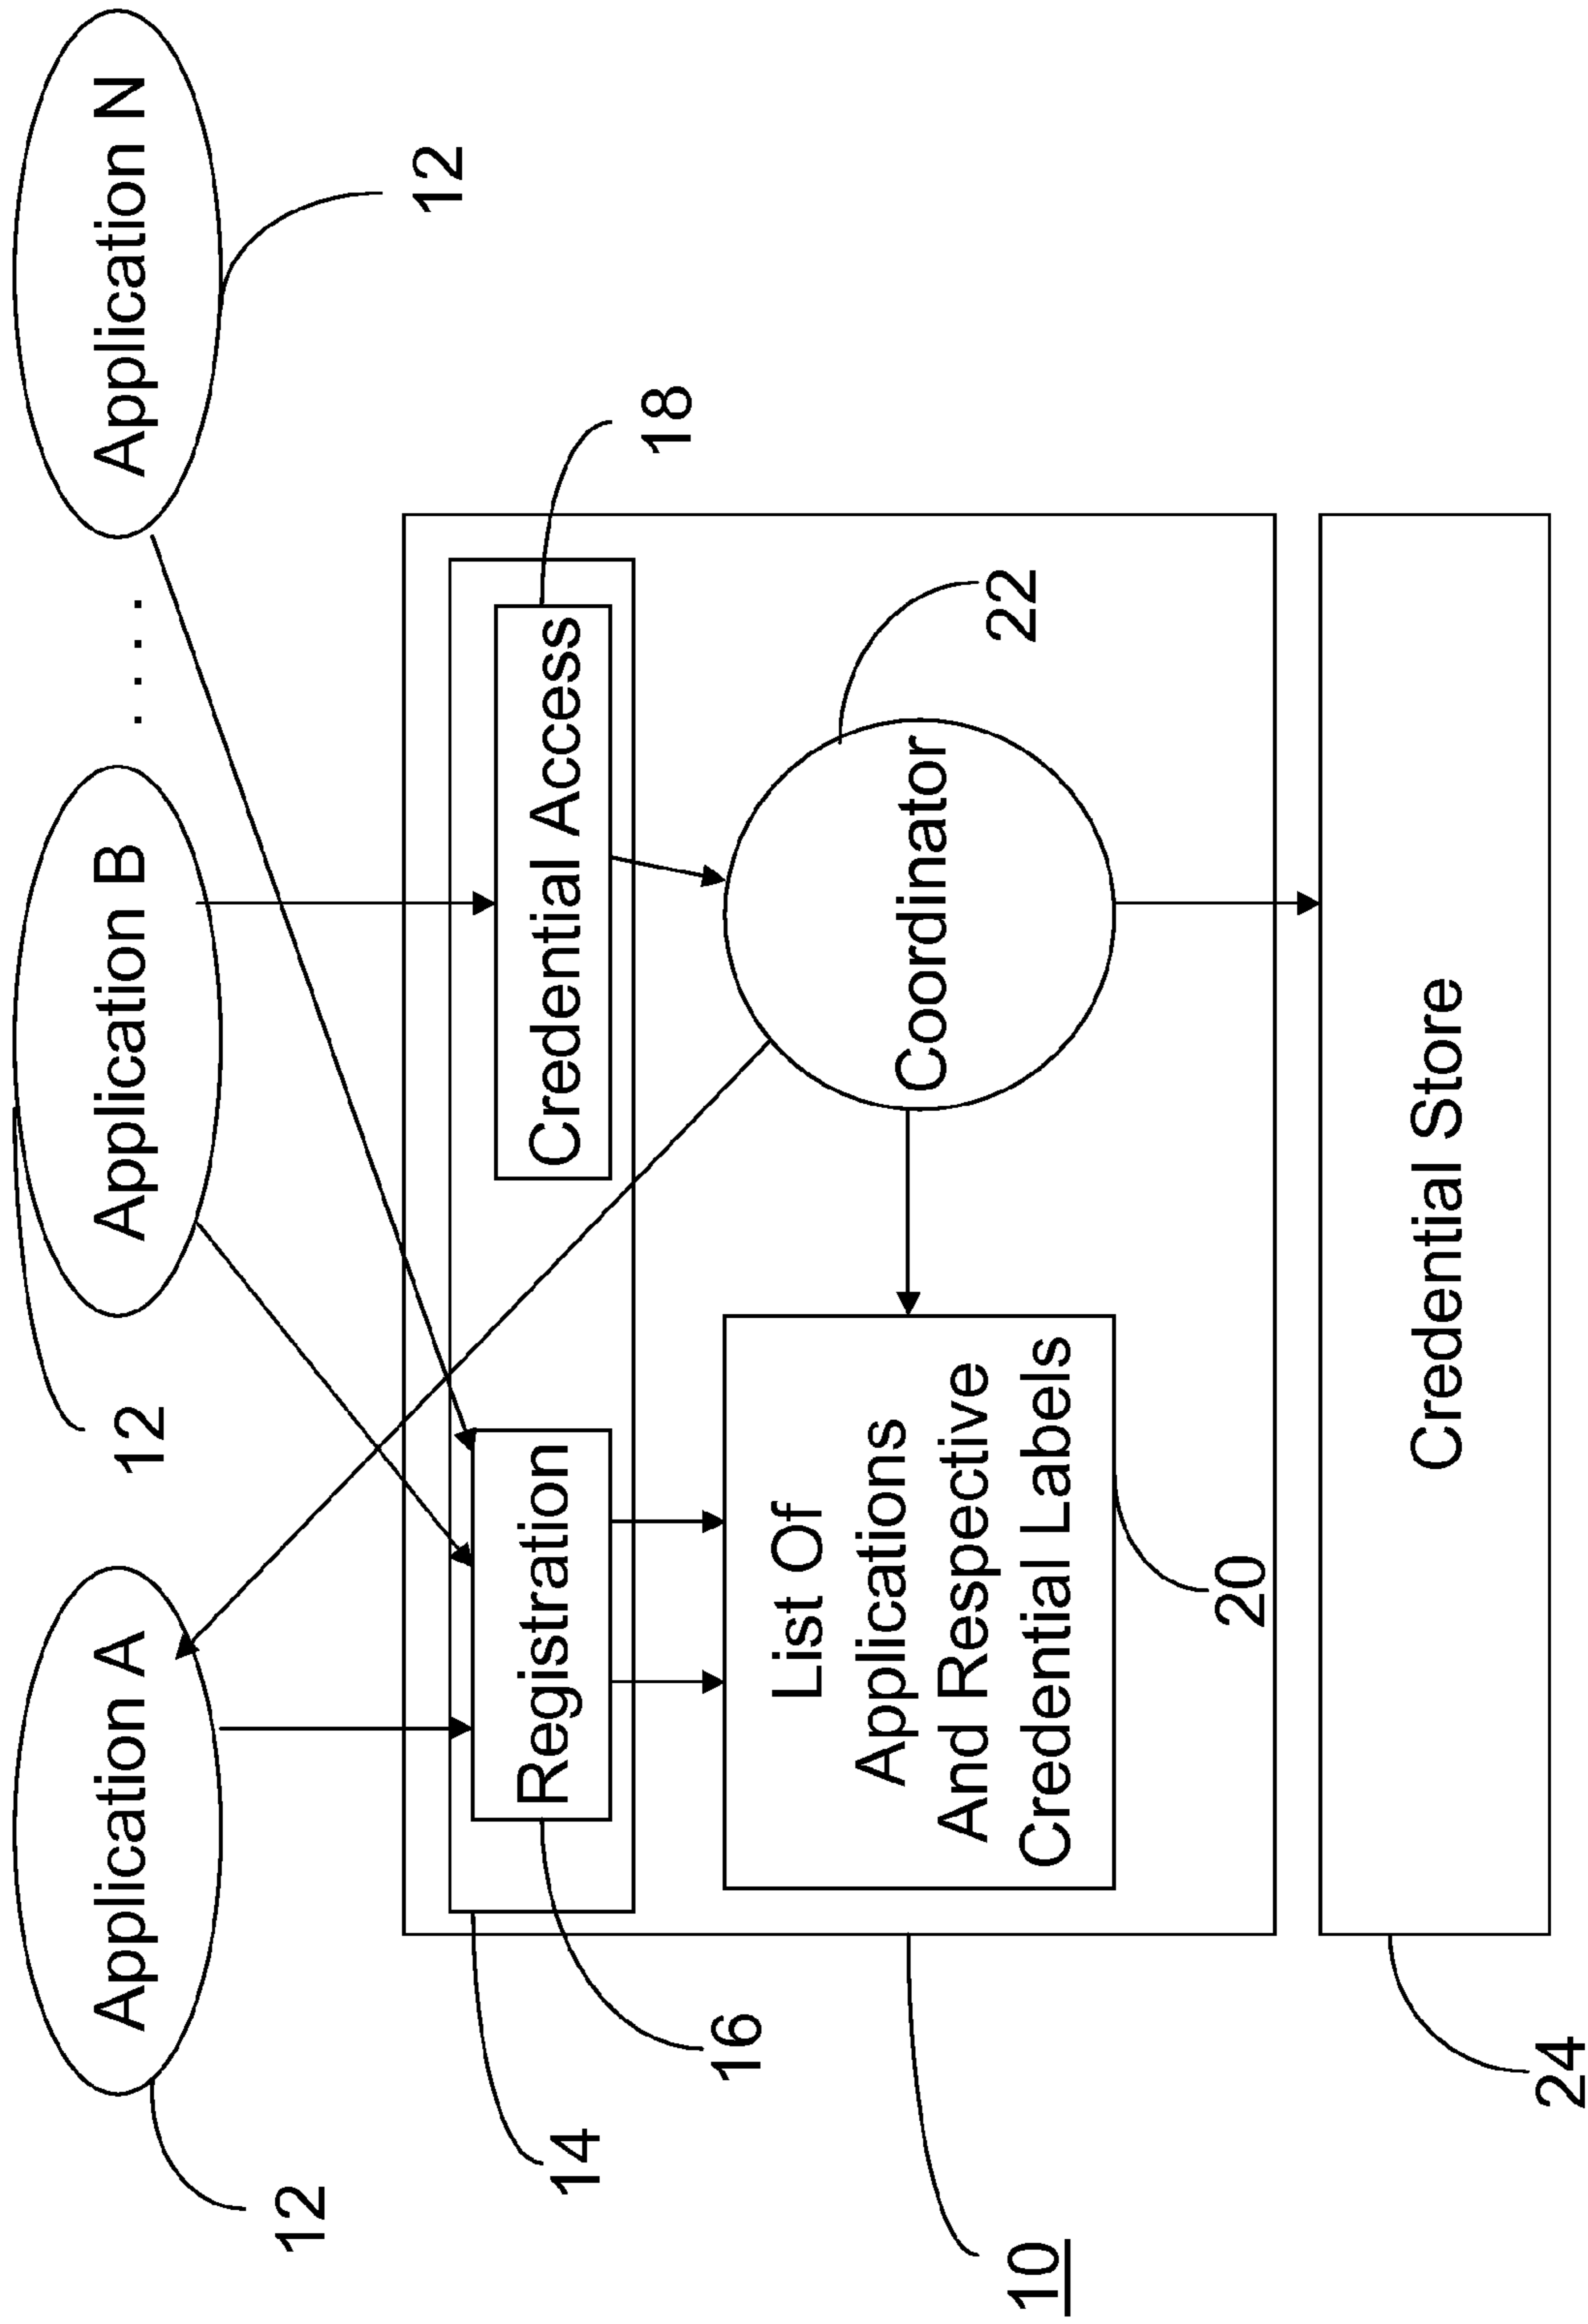 Application A
Application B
. . . .
Application N
12
12
12
14
16
Registration
Credential Access
18
List Of
Applications
And Respective
Credential Labels
20
Coordinator
22
10
Credential Store
24